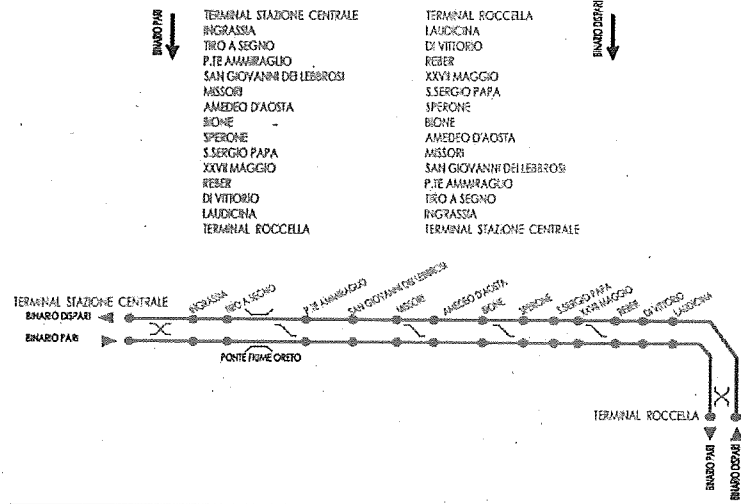 BINARIO PARI
TERMINAL STAZIONE CENTRALE
INGRASSIA
TIRO A SEGNO
P.TE AMMIRAGLIO
SAN GIOVANNI DEI LEBBROSI
MISSORI
AMEDEO D'AOSTA
BIONE
SPERONE
S.SERGIO PAPA
XXVII MAGGIO
REBER
DI VITTORIO
LAUDICINA
TERMINAL ROCCELLA
TERMINAL ROCCELLA
LAUDICINA
DI VITTORIO
REBER
XXVII MAGGIO
S.SERGIO PAPA
SPERONE
BIONE
AMEDEO D'AOSTA
MISSORI
SAN GIOVANNI DEI LEBBROSI
P.TE AMMIRAGLIO
TIRO A SEGNO
INGRASSIA
TERMINAL STAZIONE CENTRALE
BINARIO DISPARI
TERMINAL STAZIONE CENTRALE
BINARIO DISPARI
BINARIO PARI
INGRASSIA
TIRO A SEGNO
P.TE AMMIRAGLIO
SAN GIOVANNI DEI LEBBROSI
MISSORI
AMEDEO D'AOSTA
BIONE
SPERONE
S.SERGIO PAPA
XXVII MAGGIO
REBER
DI VITTORIO
LAUDICINA
PONTE FIUME ORETO
TERMINAL ROCCELLA
BINARIO PARI
BINARIO DISPARI